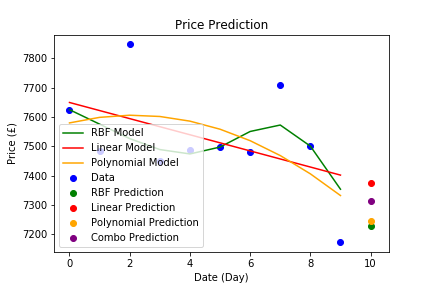 Price Prediction
Price (£)
7800
7700
7600
7500
7400
7300
7200
RBF Model
Linear Model
Polynomial Model
Data
RBF Prediction
Linear Prediction
Polynomial Prediction
Combo Prediction
0 2 4 6 8 10
Date (Day)